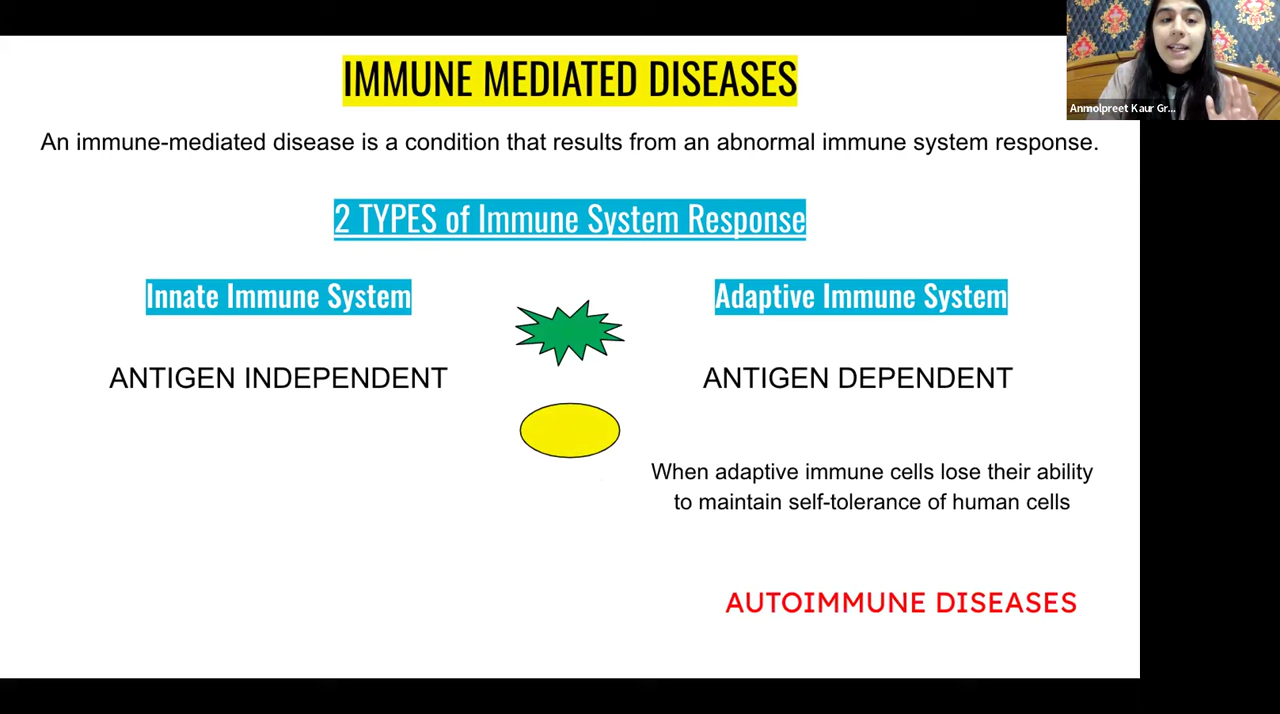 IMMUNE MEDIATED DISEASES
Anmolpreet Kaur Gr...
An immune-mediated disease is a condition that results from an abnormal immune system response.
2 TYPES of Immune System Response
Innate Immune System
Adaptive Immune System
ANTIGEN INDEPENDENT
ANTIGEN DEPENDENT
When adaptive immune cells lose their ability
to maintain self-tolerance of human cells
AUTOIMMUNE DISEASES